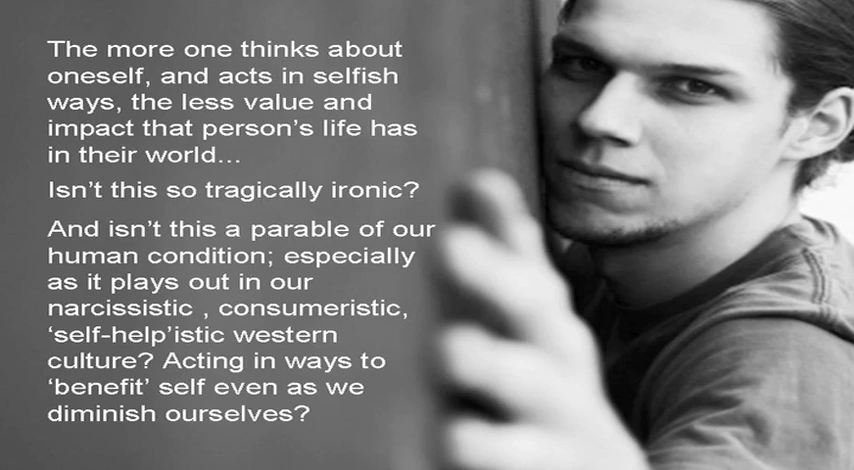 The more one thinks about
oneself, and acts in selfish
ways, the less value and
impact that person’s life has
in their world...
Isn’t this so tragically ironic?
And isn’t this a parable of our
human condition; especially
as it plays out in our
narcissistic , consumeristic,
‘self-help’istic western
culture? Acting in ways to
‘benefit’ self even as we
diminish ourselves?